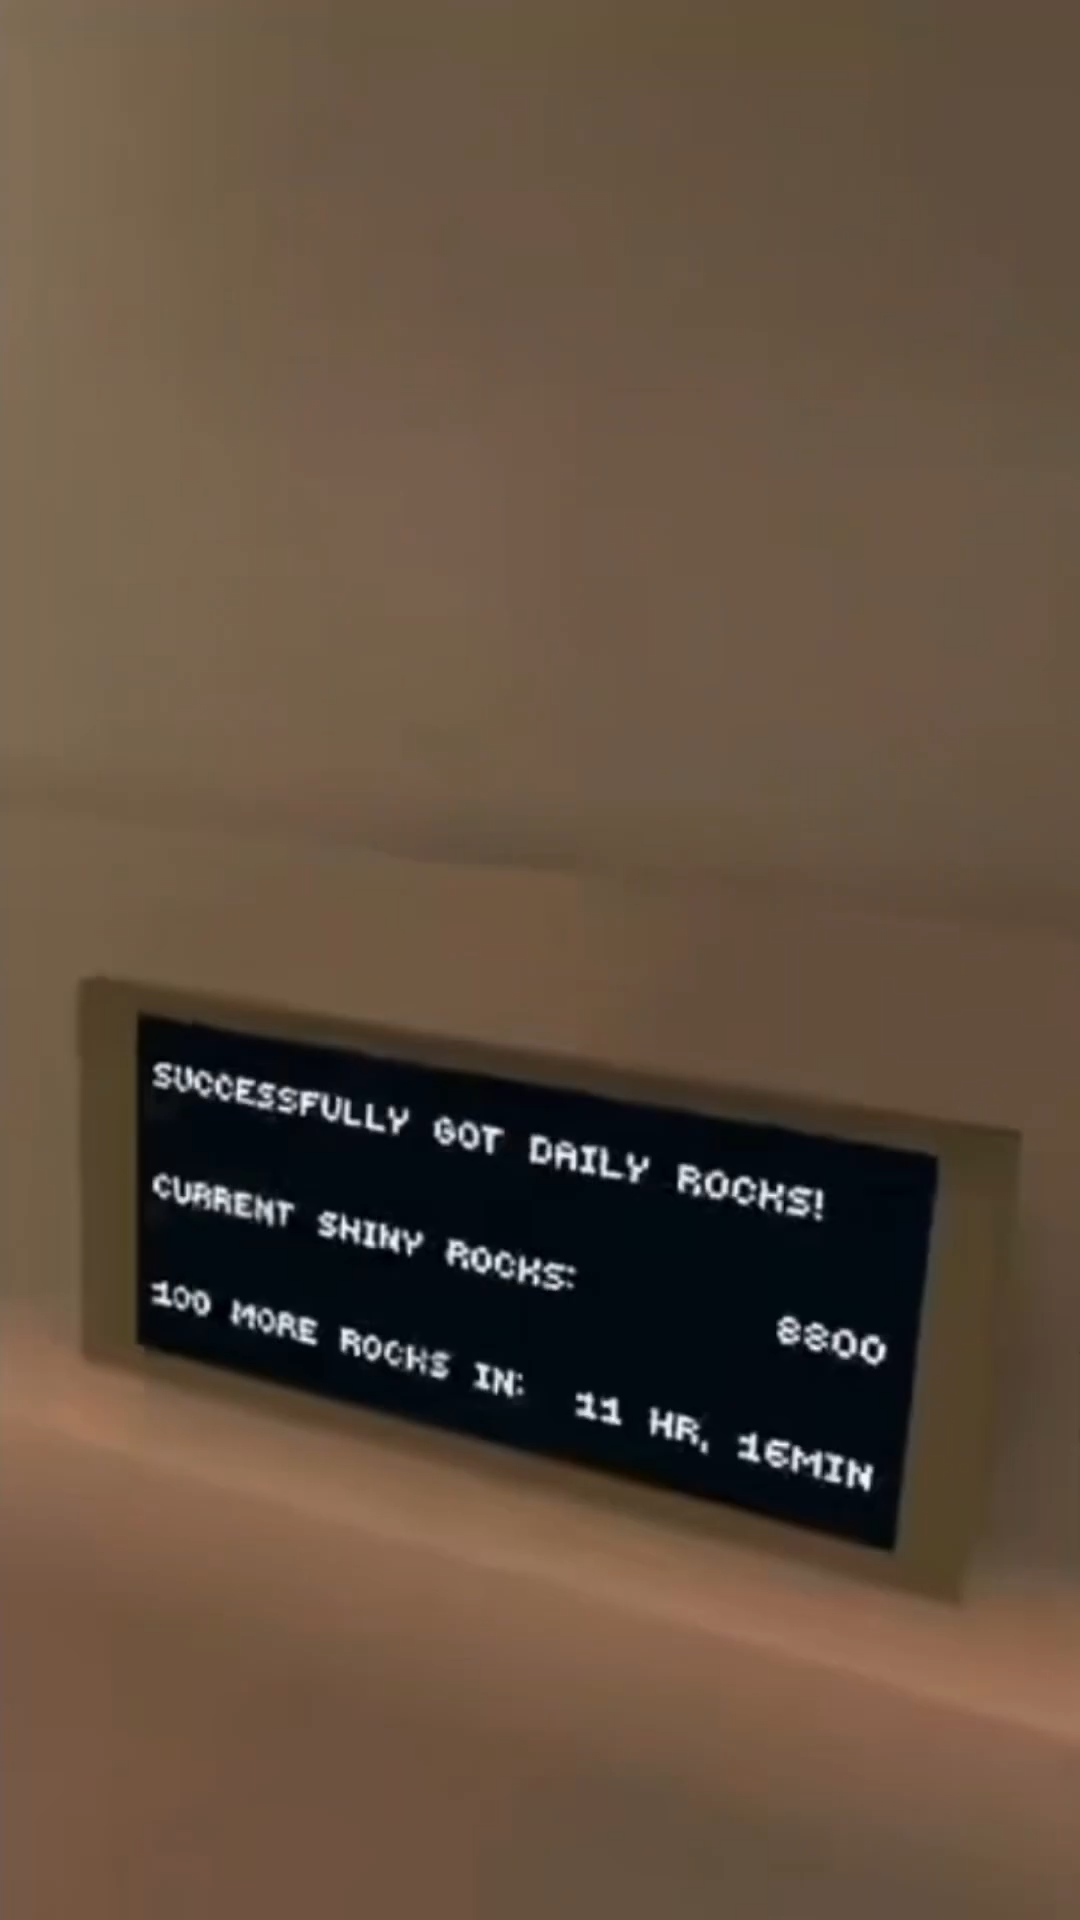 SUCCESSFULLY GOT DAILY ROCKS!
CURRENT SHINY ROCKS:
8800
100 MORE ROCKS IN: 11 HR, 16MIN